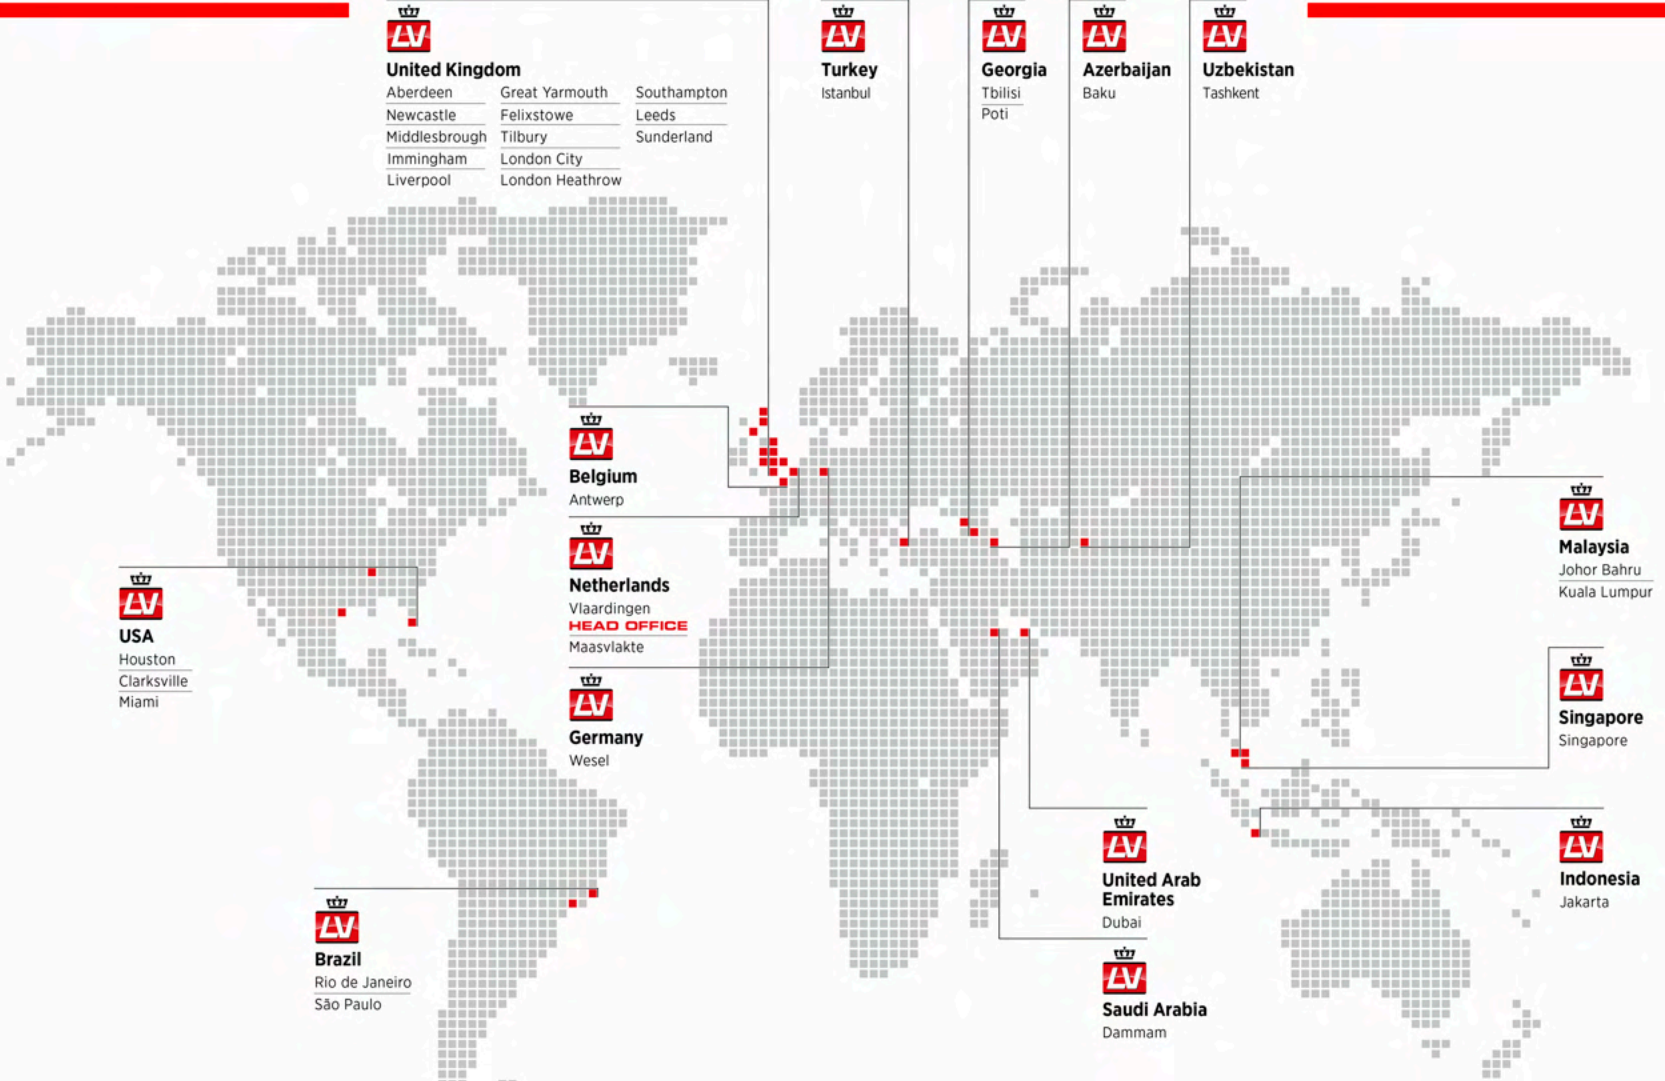 LV
United Kingdom
Aberdeen
Newcastle
Middlesbrough
Immingham
Liverpool
Great Yarmouth
Felixstowe
Tilbury
London City
London Heathrow
Southampton
Leeds
Sunderland
LV
Turkey
Istanbul
LV
Georgia
Tbilisi
Poti
LV
Azerbaijan
Baku
LV
Uzbekistan
Tashkent
LV
Belgium
Antwerp
LV
Netherlands
Vlaardingen
HEAD OFFICE
Maasvlakte
LV
Germany
Wesel
LV
USA
Houston
Clarksville
Miami
LV
Brazil
Rio de Janeiro
São Paulo
LV
Malaysia
Johor Bahru
Kuala Lumpur
LV
Singapore
Singapore
LV
Indonesia
Jakarta
LV
United Arab
Emirates
Dubai
LV
Saudi Arabia
Dammam